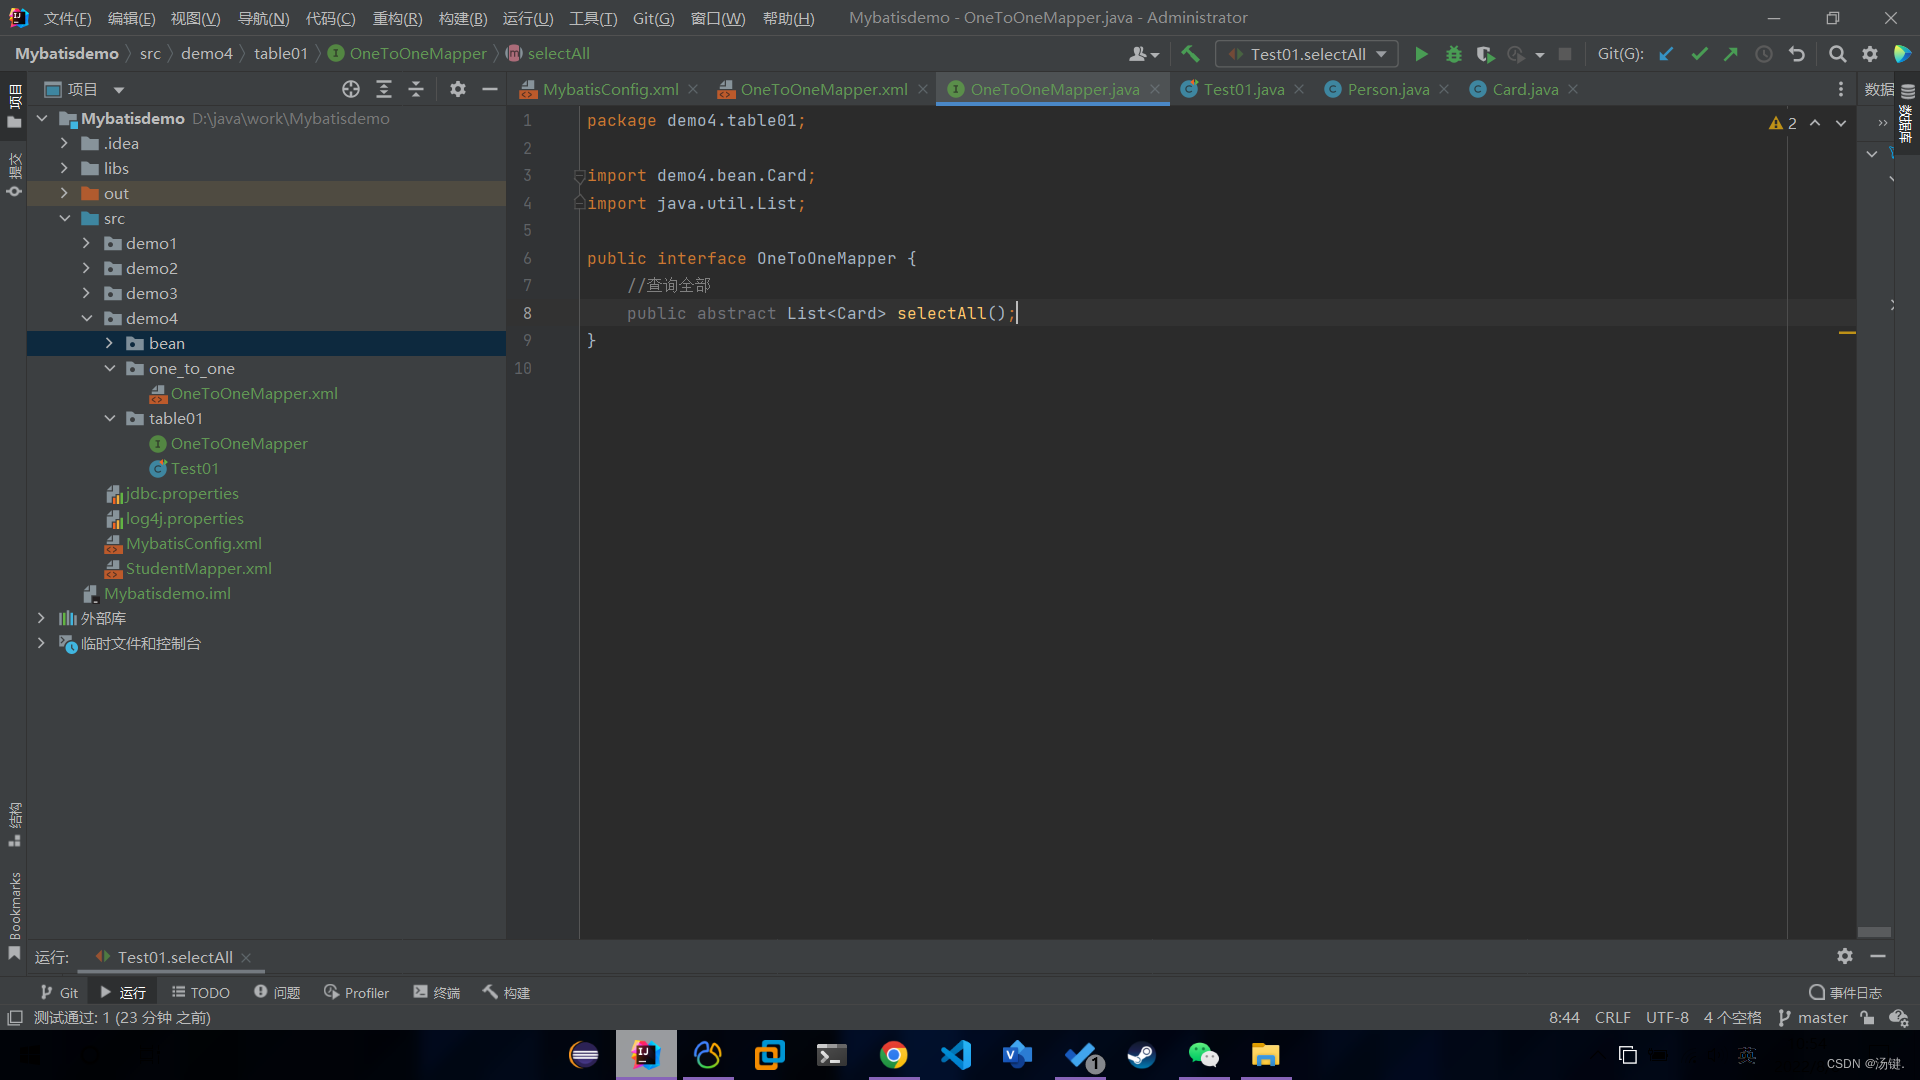 文件(F) 编辑(E) 视图(V) 导航(N) 代码(C) 重构(R) 构建(B) 运行(U) 工具(T) Git(G) 窗口(W) 帮助(H) Mybatisdemo - OneToOneMapper.java - Administrator
Mybatisdemo src demo4 table01 OneToOneMapper selectAll Test01.selectAll Git(G):
项目 MybatisConfig.xml OneToOneMapper.xml OneToOneMapper.java Test01.java Person.java Card.java 数据
项目
提交
结构
Bookmarks
Mybatisdemo D:\java\work\Mybatisdemo
.idea
libs
out
src
demo1
demo2
demo3
demo4
bean
one_to_one
OneToOneMapper.xml
table01
OneToOneMapper
Test01
jdbc.properties
log4j.properties
MybatisConfig.xml
StudentMapper.xml
Mybatisdemo.iml
外部库
临时文件和控制台
1 package demo4.table01;
2
3 import demo4.bean.Card;
4 import java.util.List;
5
6 public interface OneToOneMapper {
7 //查询全部
8 public abstract List<Card> selectAll();
9 }
10
2
数据库
运行: Test01.selectAll
Git 运行 TODO 问题 Profiler 终端 构建 事件日志
测试通过: 1 (23 分钟 之前) 8:44 CRLF UTF-8 4 个空格 master
1
英
CSDN @汤键.